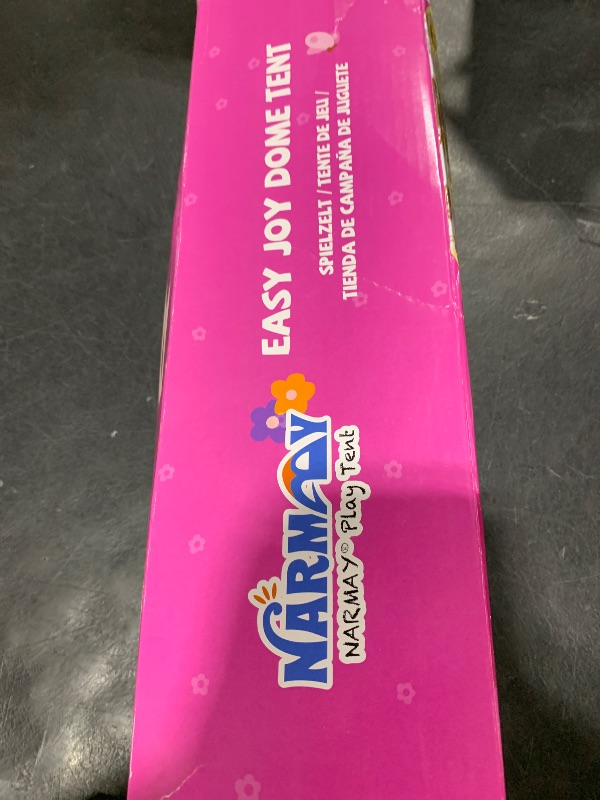 NARMAY
NARMAY® Play Tent
EASY JOY DOME TENT
SPIELZELT / TENTE DE JEU /
TIENDA DE CAMPAÑA DE JUGUETE